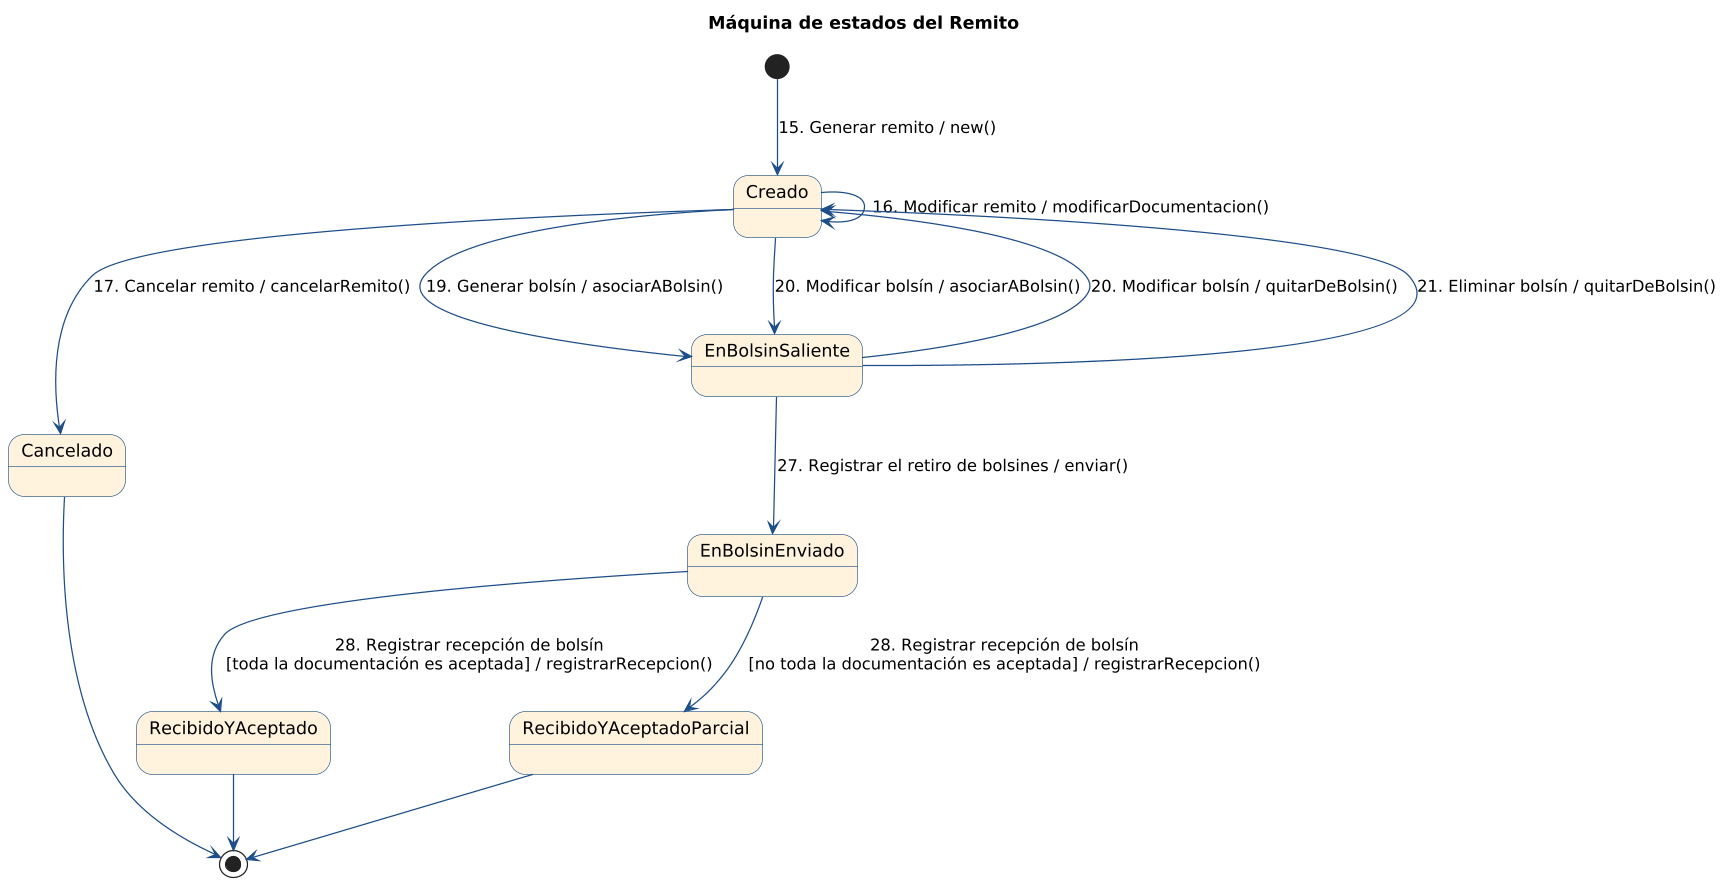 Máquina de estados del Remito
15. Generar remito / new()
Creado
16. Modificar remito / modificarDocumentacion()
17. Cancelar remito / cancelarRemito()
19. Generar bolsín / asociarABolsin()
20. Modificar bolsín / asociarABolsin()
20. Modificar bolsín / quitarDeBolsin()
21. Eliminar bolsín / quitarDeBolsin()
EnBolsinSaliente
Cancelado
27. Registrar el retiro de bolsines / enviar()
EnBolsinEnviado
28. Registrar recepción de bolsín
[toda la documentación es aceptada] / registrarRecepcion()
28. Registrar recepción de bolsín
[no toda la documentación es aceptada] / registrarRecepcion()
RecibidoYAceptado
RecibidoYAceptadoParcial